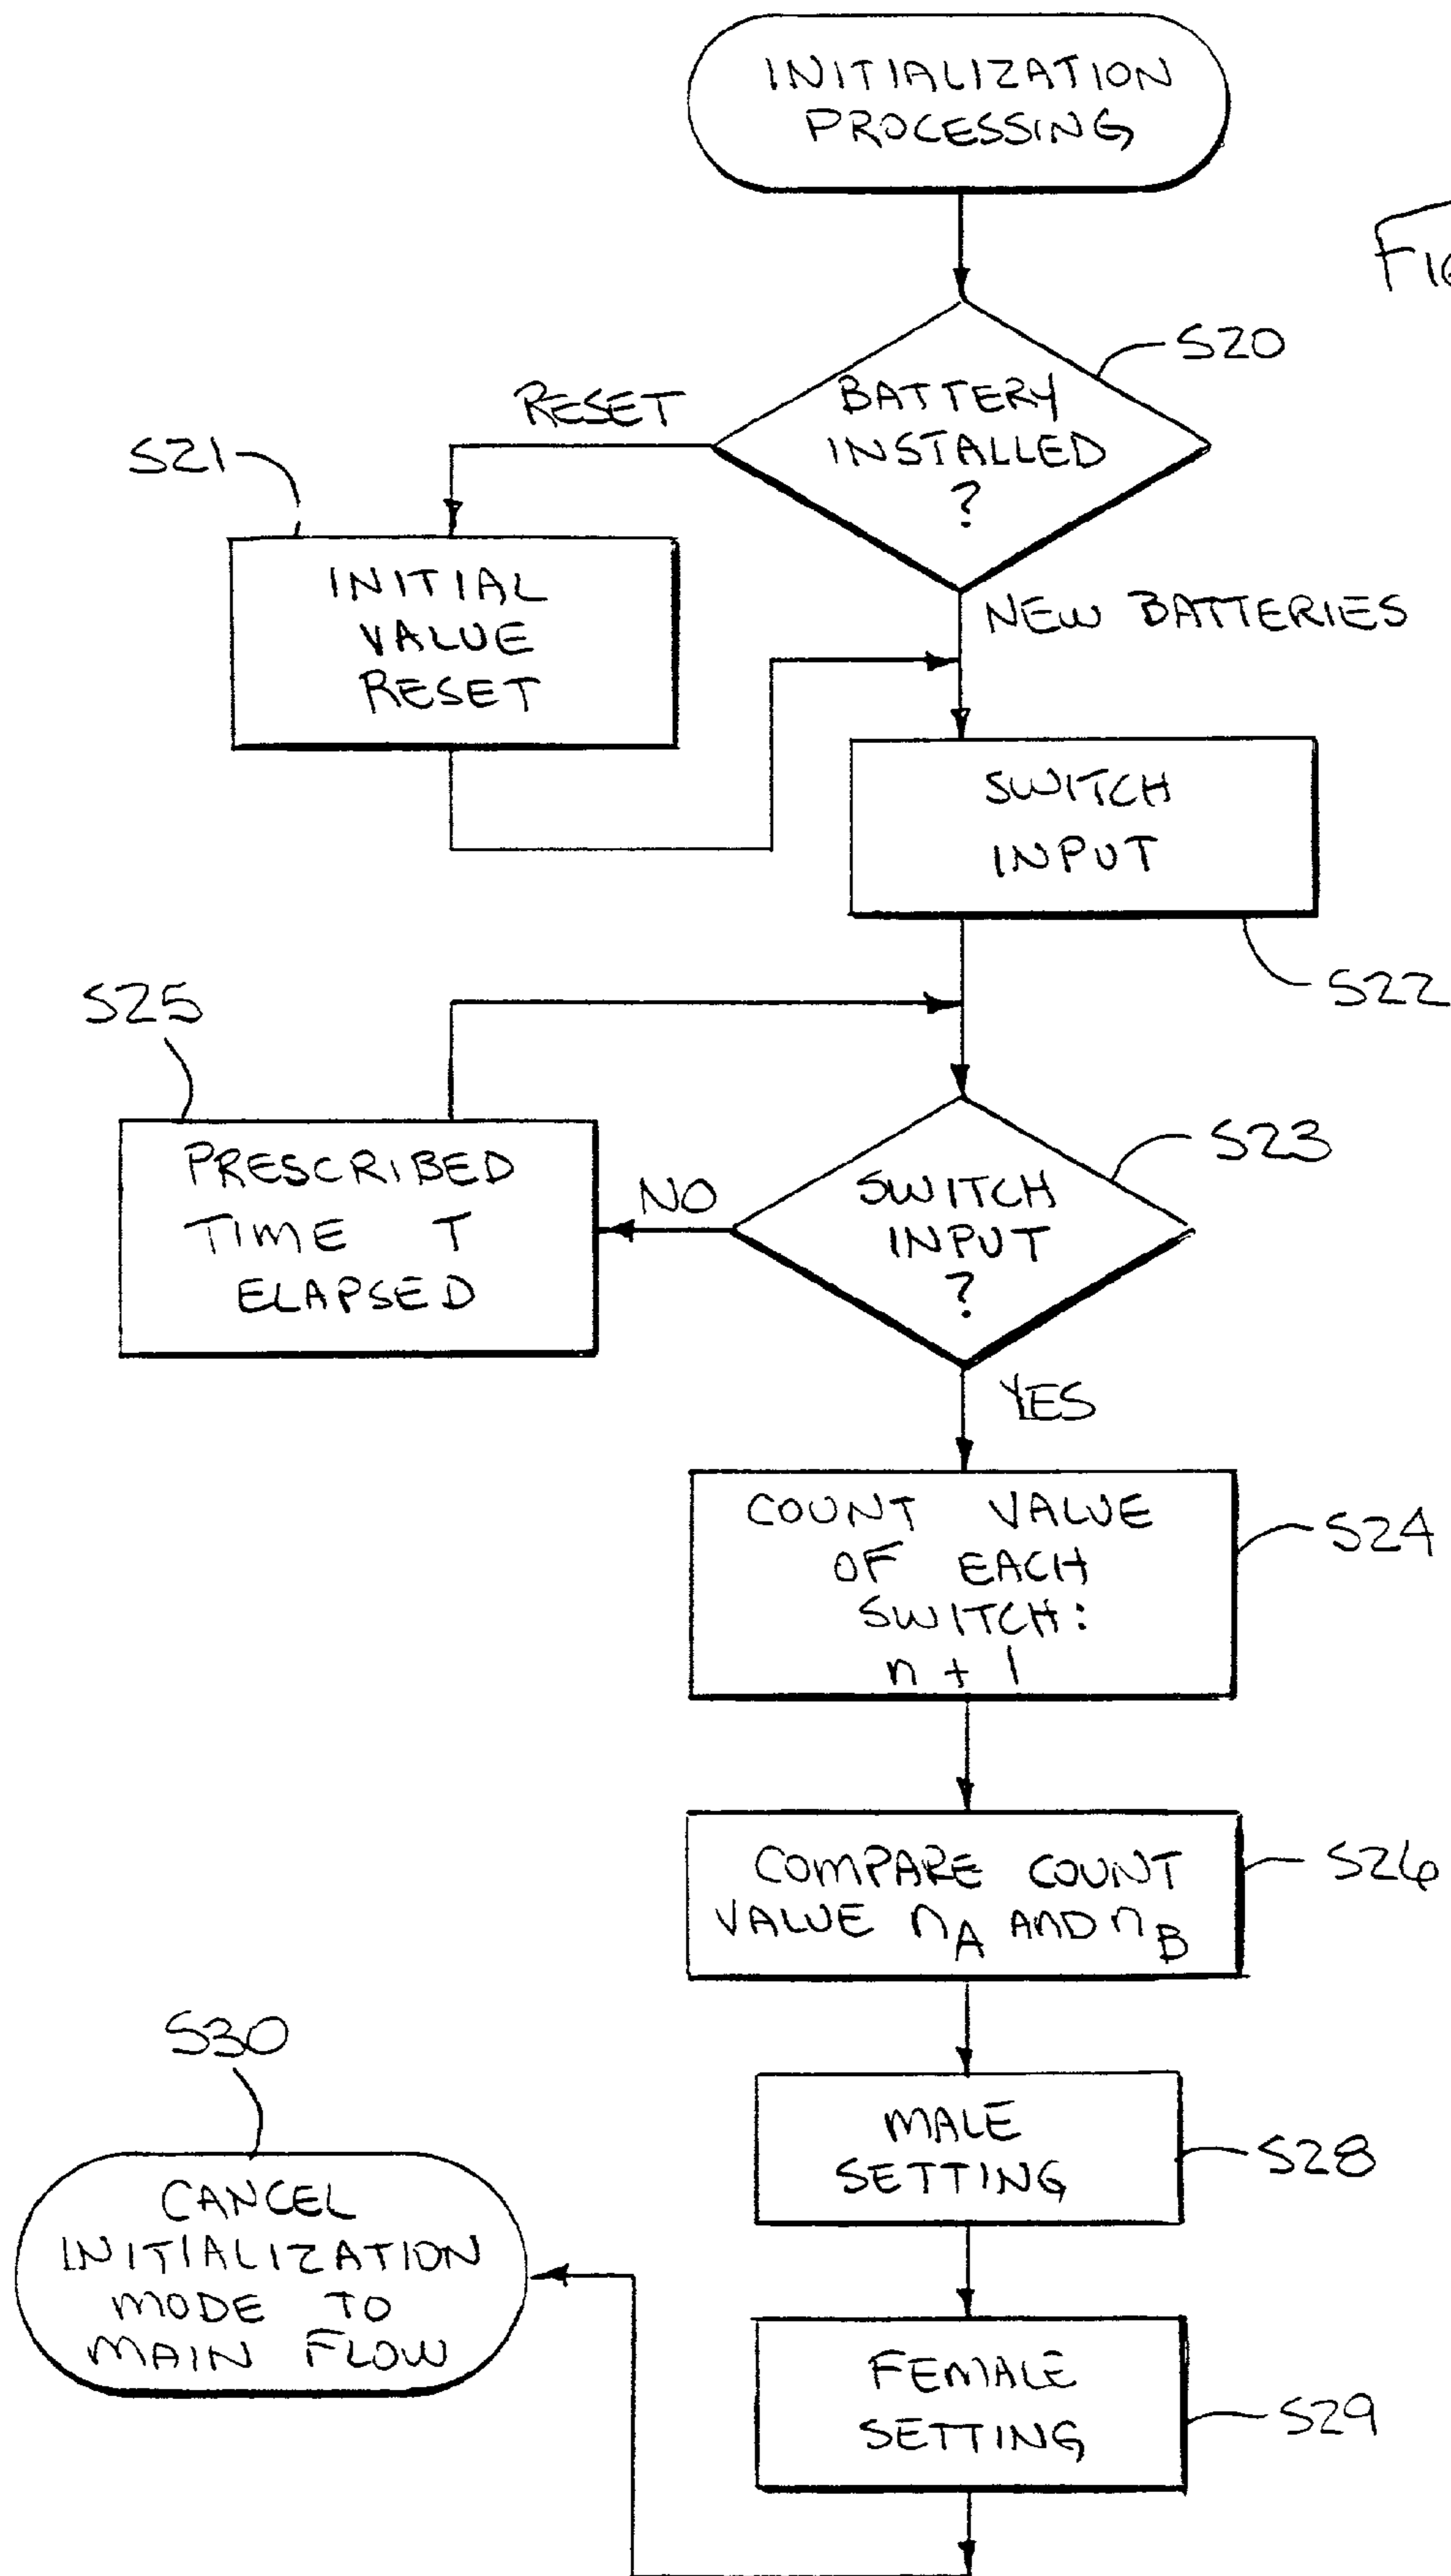 INITIALIZATION
PROCESSING
S20
BATTERY
INSTALLED
?
RESET
S21
INITIAL
VALUE
RESET
NEW BATTERIES
SWITCH
INPUT
S22
S25
PRESCRIBED
TIME T
ELAPSED
NO
S23
SWITCH
INPUT
?
YES
COUNT VALUE
OF EACH
SWITCH:
n + 1
S24
COMPARE COUNT
VALUE nA AND nB
S26
MALE
SETTING
S28
S30
CANCEL
INITIALIZATION
MODE TO
MAIN FLOW
FEMALE
SETTING
S29